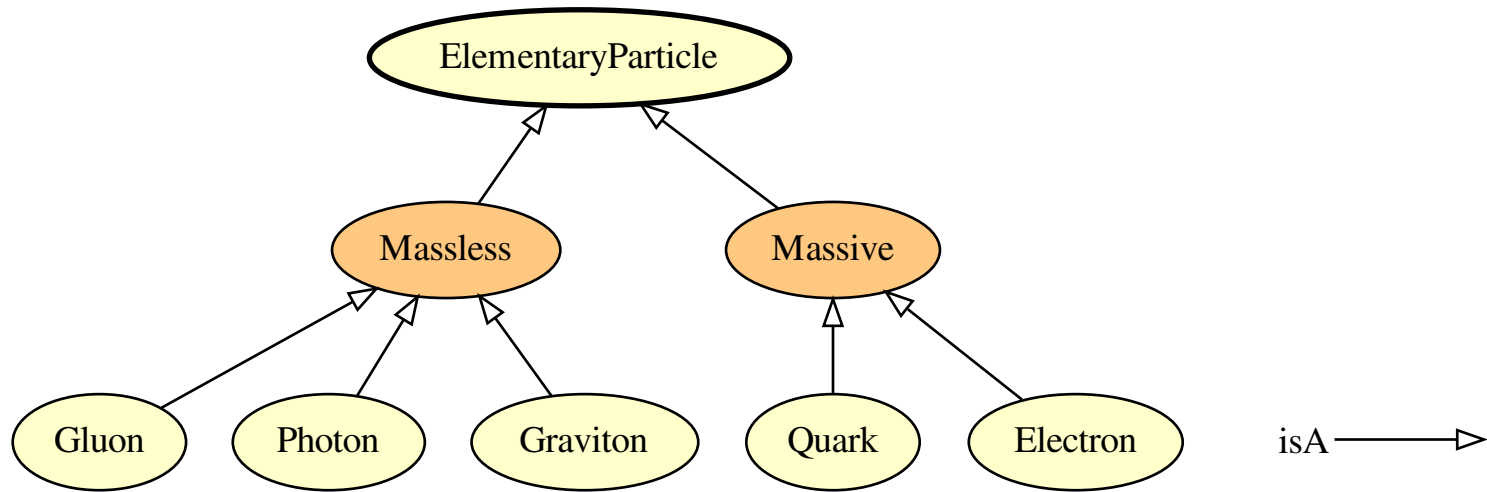 ElementaryParticle
Massless
Massive
Gluon
Photon
Graviton
Quark
Electron
isA